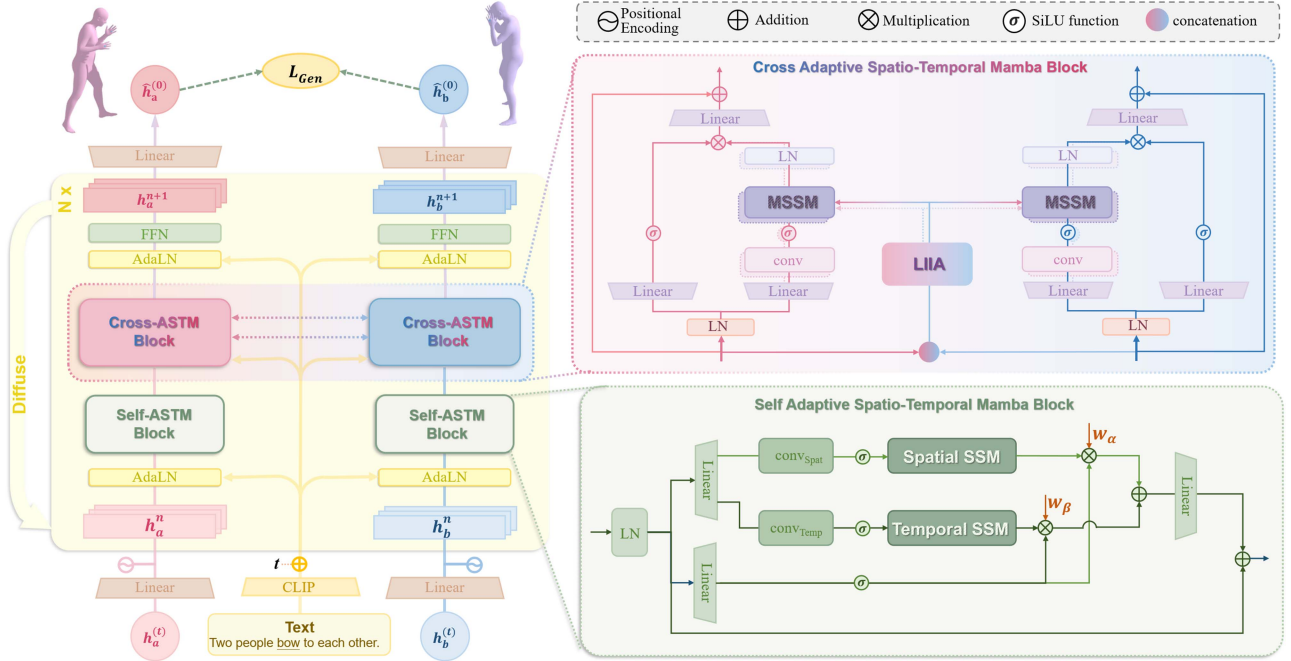 Positional
Encoding
Addition
Multiplication
σ
SiLU function
concatenation
L_Gen
ĥ_a^(0)
ĥ_b^(0)
Linear
Linear
N x
h_a^{n+1}
h_b^{n+1}
FFN
FFN
AdaLN
AdaLN
Cross-ASTM
Block
Cross-ASTM
Block
Diffuse
Self-ASTM
Block
Self-ASTM
Block
AdaLN
AdaLN
h_a^n
h_b^n
t
Linear
CLIP
Linear
h_a^(t)
Text
Two people bow to each other.
h_b^(t)
Cross Adaptive Spatio-Temporal Mamba Block
Linear
Linear
LN
LN
MSSM
MSSM
σ
σ
σ
σ
conv
LIIA
conv
Linear
Linear
Linear
Linear
LN
LN
Self Adaptive Spatio-Temporal Mamba Block
W_α
Linear
conv_Spat
σ
Spatial SSM
Linear
W_β
LN
conv_Temp
σ
Temporal SSM
Linear
σ